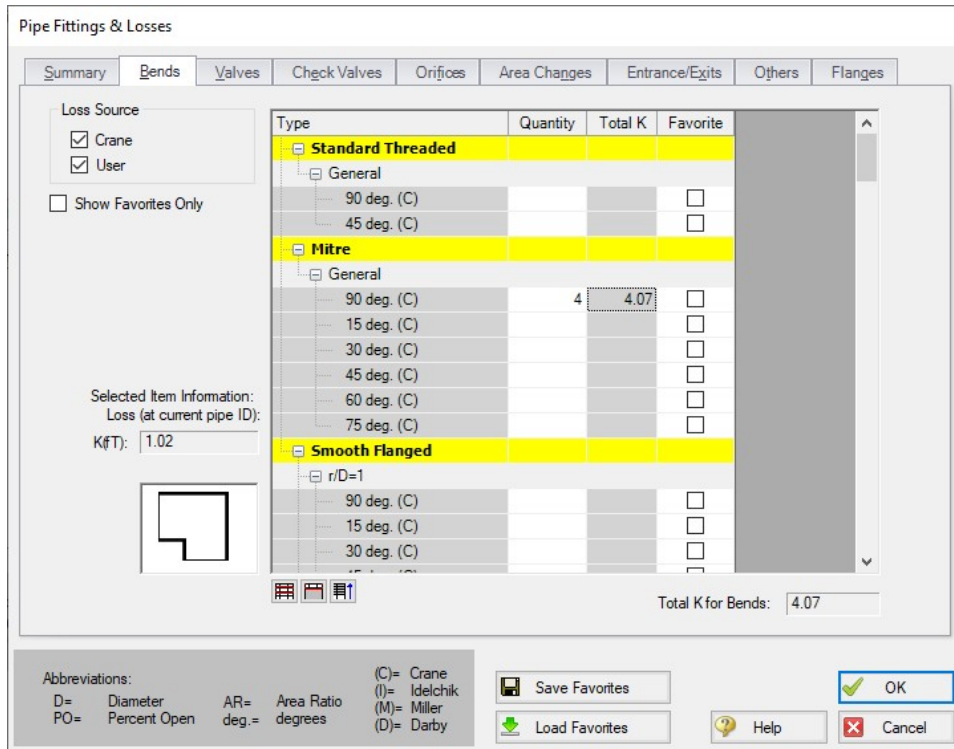 Pipe Fittings & Losses
Summary Bends Valves Check Valves Orifices Area Changes Entrance/Exits Others Flanges
Loss Source
Crane
User
Show Favorites Only
Type Quantity Total K Favorite
Standard Threaded
General
90 deg. (C)
45 deg. (C)
Mitre
General
90 deg. (C) 4 4.07
15 deg. (C)
30 deg. (C)
45 deg. (C)
60 deg. (C)
75 deg. (C)
Smooth Flanged
r/D=1
90 deg. (C)
15 deg. (C)
30 deg. (C)
Selected Item Information:
Loss (at current pipe ID):
K(fT): 1.02
Total K for Bends: 4.07
Abbreviations:
D= Diameter AR= Area Ratio
PO= Percent Open deg.= degrees
(C)= Crane
(I)= Idelchik
(M)= Miller
(D)= Darby
Save Favorites
Load Favorites
Help
OK
Cancel